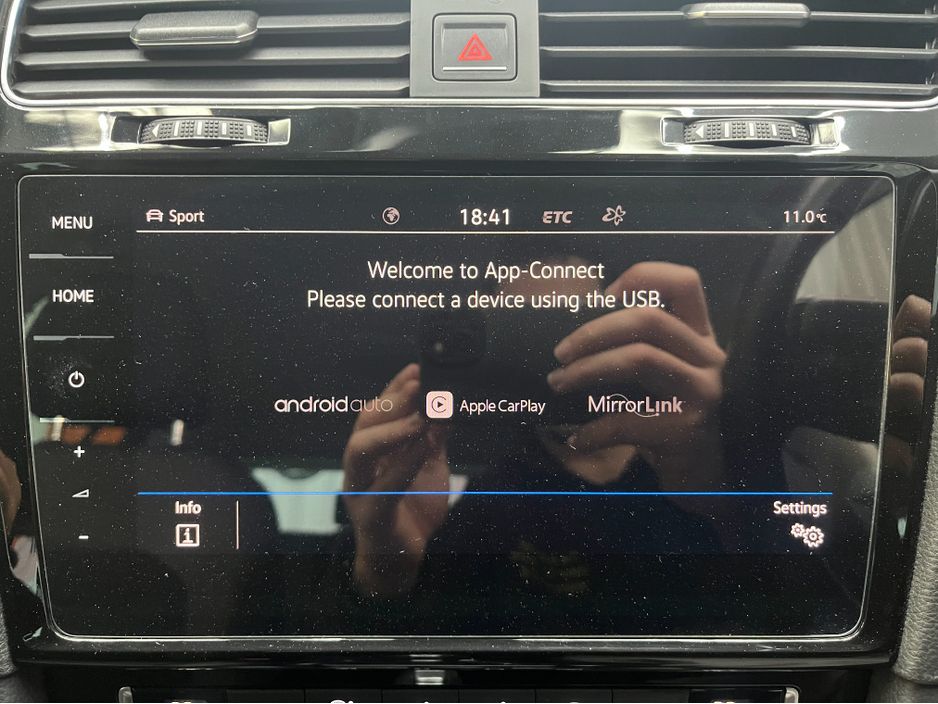 MENU
Sport
18:41
ETC
11.0°C
HOME
Welcome to App-Connect
Please connect a device using the USB.
androidauto
Apple CarPlay
MirrorLink
+
-
Info
i
Settings